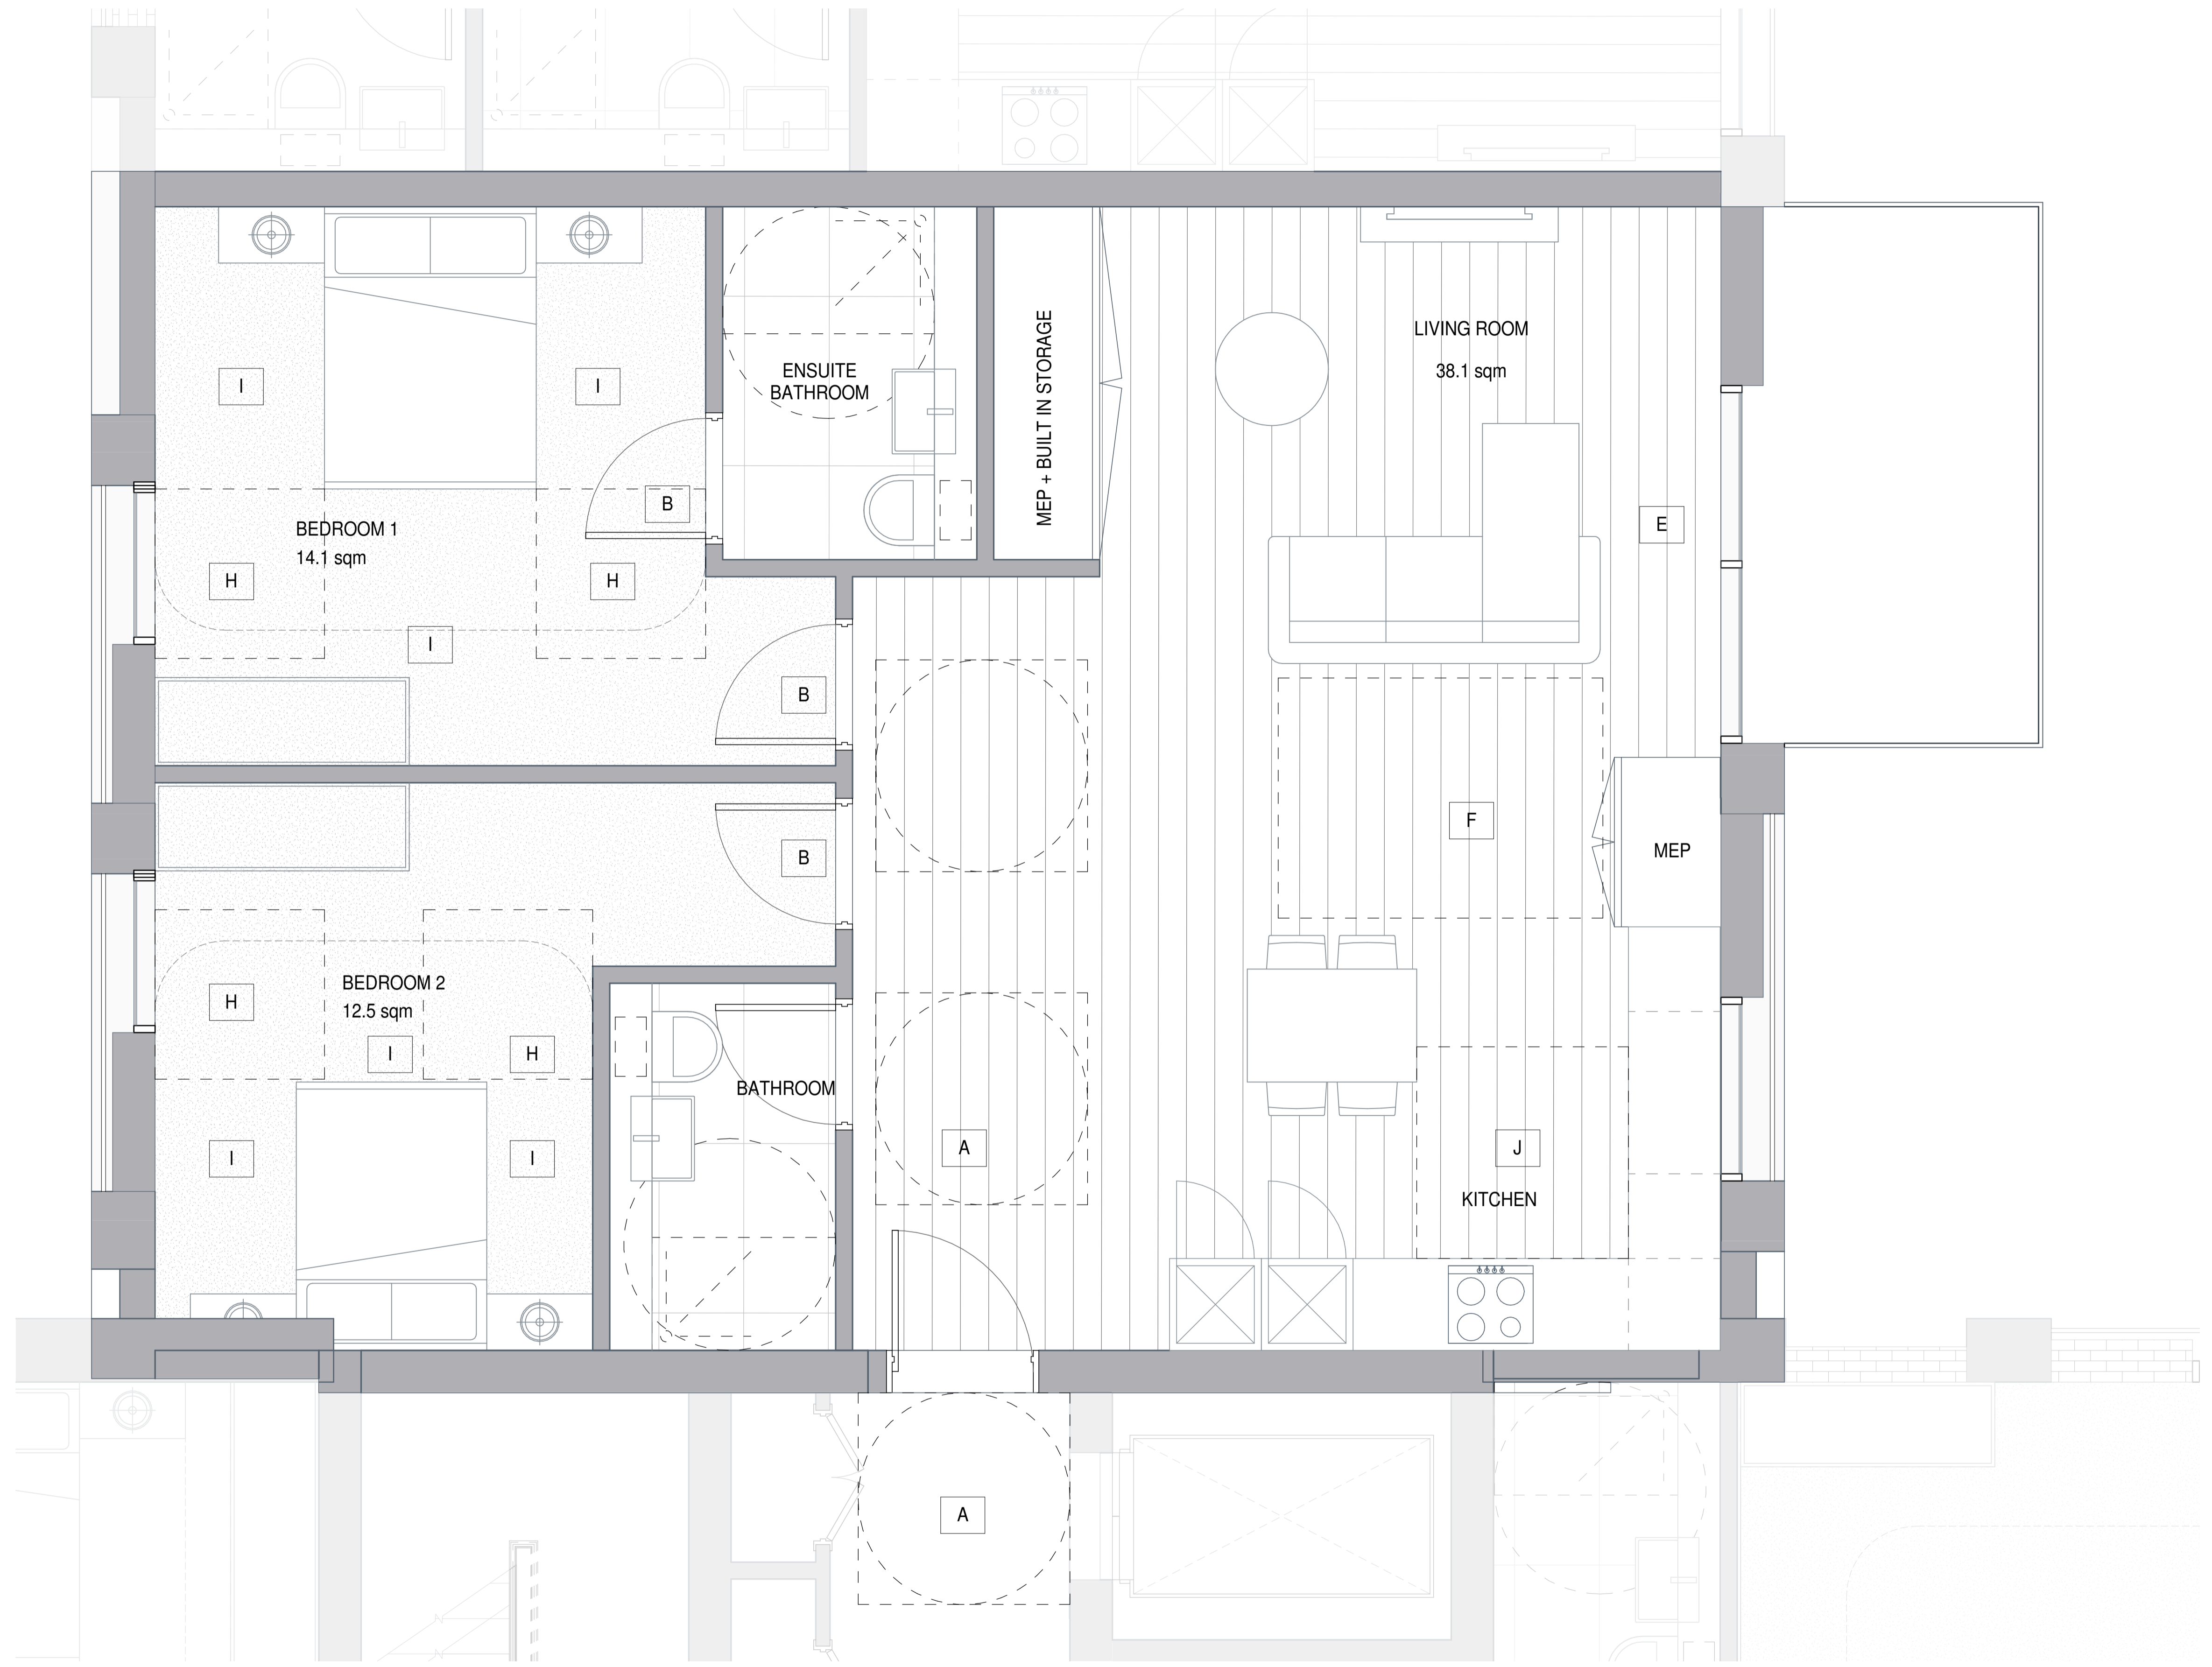 LIVING ROOM
38.1 sqm
ENSUITE
BATHROOM
MEP + BUILT IN STORAGE
I
I
B
E
BEDROOM 1
14.1 sqm
H
H
I
B
F
MEP
B
BEDROOM 2
12.5 sqm
H
I
H
BATHROOM
I
I
A
J
KITCHEN
A